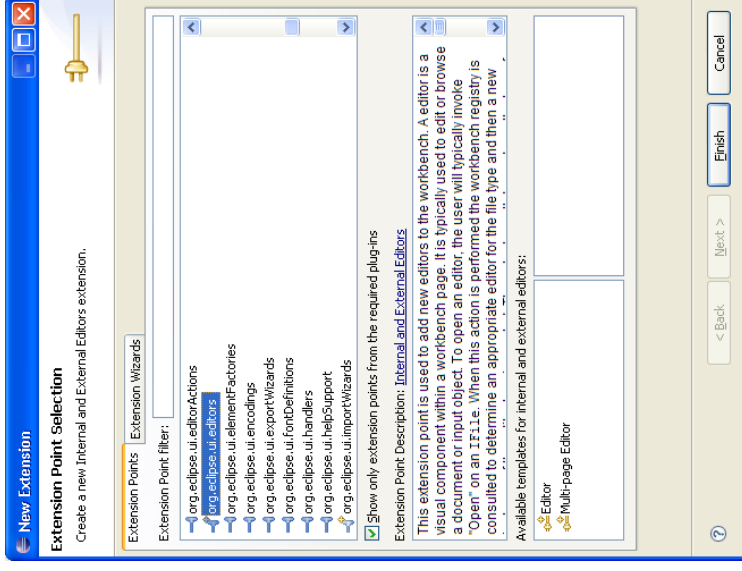 New Extension
Extension Point Selection
Create a new Internal and External Editors extension.
Extension Points Extension Wizards
Extension Point filter:
org.eclipse.ui.editorActions
org.eclipse.ui.editors
org.eclipse.ui.elementFactories
org.eclipse.ui.encodings
org.eclipse.ui.exportWizards
org.eclipse.ui.fontDefinitions
org.eclipse.ui.handlers
org.eclipse.ui.helpSupport
org.eclipse.ui.importWizards
Show only extension points from the required plug-ins
Extension Point Description: Internal and External Editors
This extension point is used to add new editors to the workbench. A editor is a
visual component within a workbench page. It is typically used to edit or browse
a document or input object. To open an editor, the user will typically invoke
"Open" on an IFile. When this action is performed the workbench registry is
consulted to determine an appropriate editor for the file type and then a new
Available templates for internal and external editors:
Editor
Multi-page Editor
?
< Back Next > Finish Cancel